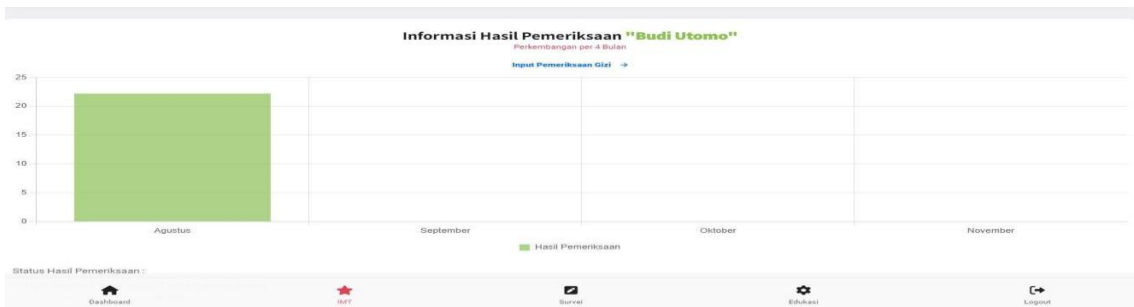 Informasi Hasil Pemeriksaan "Budi Utomo"
Perkembangan per 4 Bulan
Input Pemeriksaan Gizi →
25
20
15
10
5
0
Agustus September Oktober November
Hasil Pemeriksaan
Status Hasil Pemeriksaan :
Dashboard IMT Survei Edukasi Logout